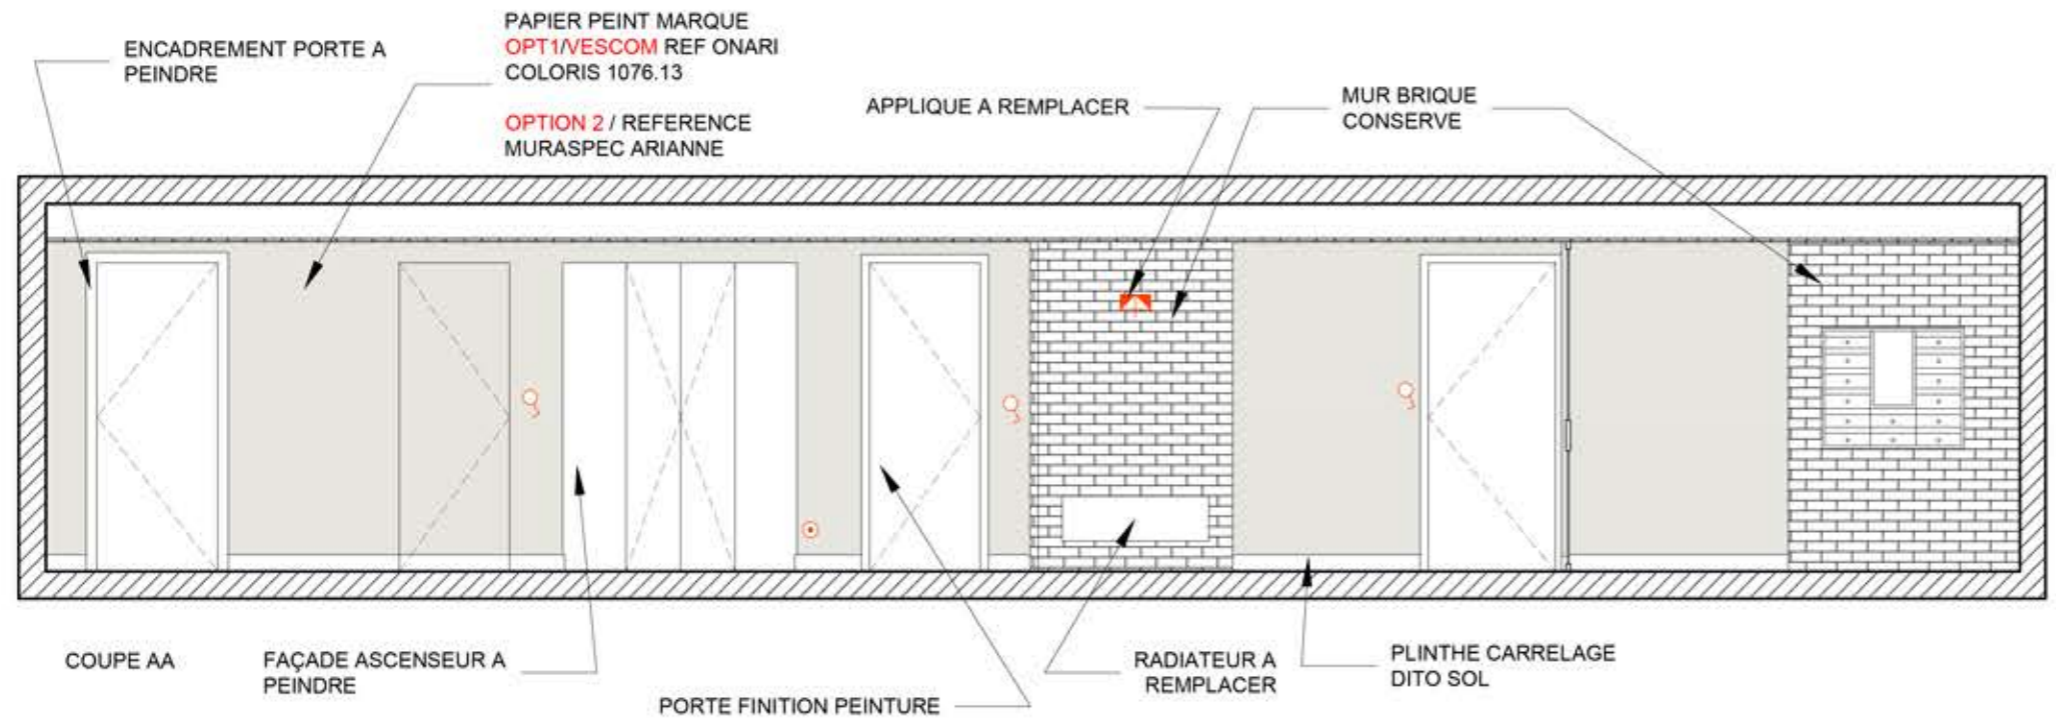 ENCADREMENT PORTE A
PEINDRE
PAPIER PEINT MARQUE
OPT1/VESCOM REF ONARI
COLORIS 1076.13
OPTION 2 / REFERENCE
MURASPEC ARIANNE
APPLIQUE A REMPLACER
MUR BRIQUE
CONSERVE
COUPE AA
FAÇADE ASCENSEUR A
PEINDRE
PORTE FINITION PEINTURE
RADIATEUR A
REMPLACER
PLINTHE CARRELAGE
DITO SOL